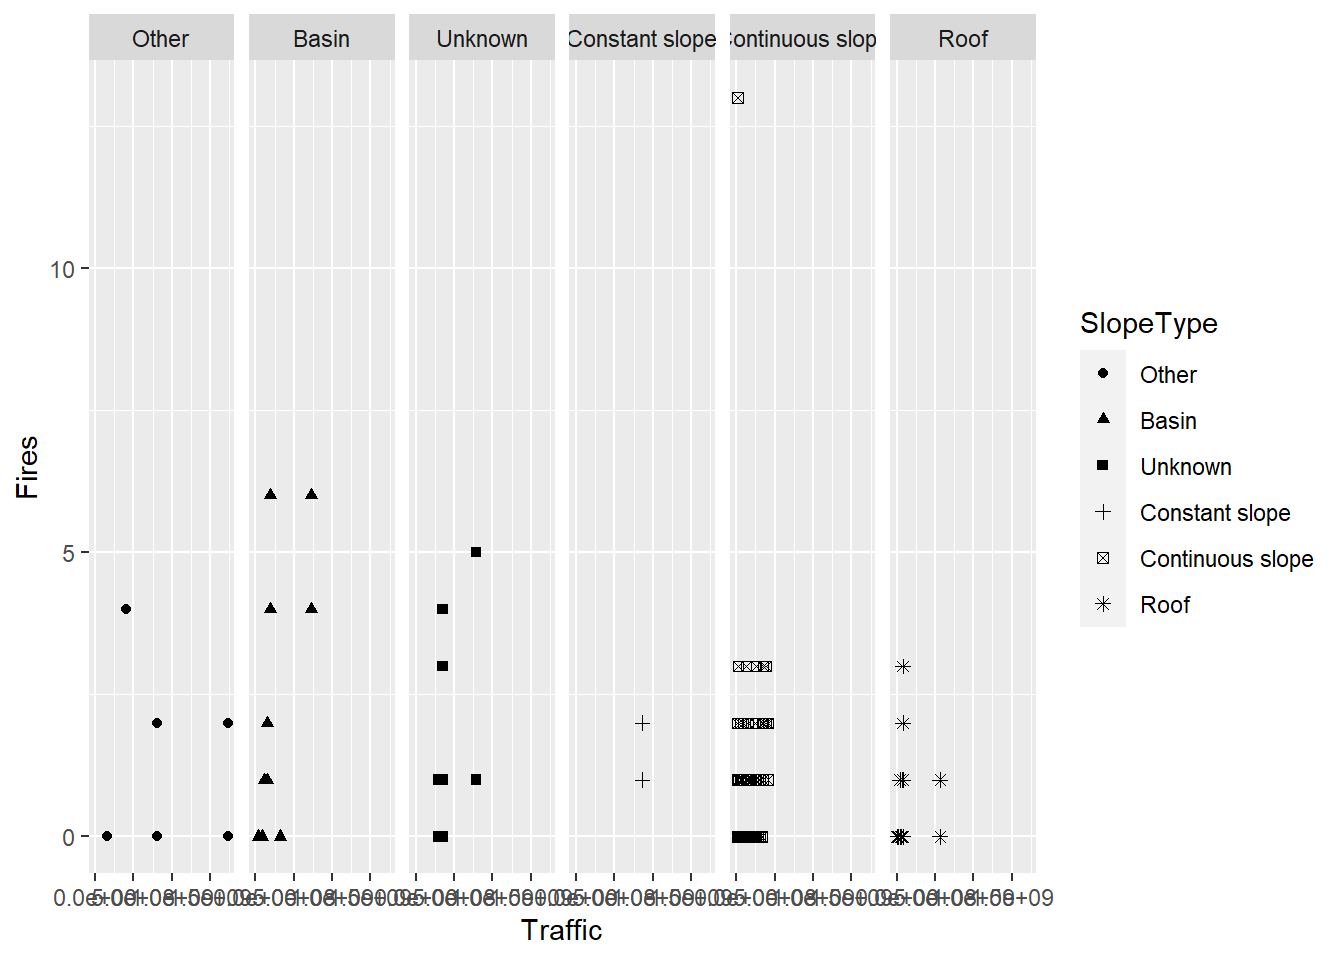 Other Basin Unknown Constant slope Continuous slop Roof
10
5
0
Fires
Traffic
SlopeType
Other
Basin
Unknown
Constant slope
Continuous slope
Roof